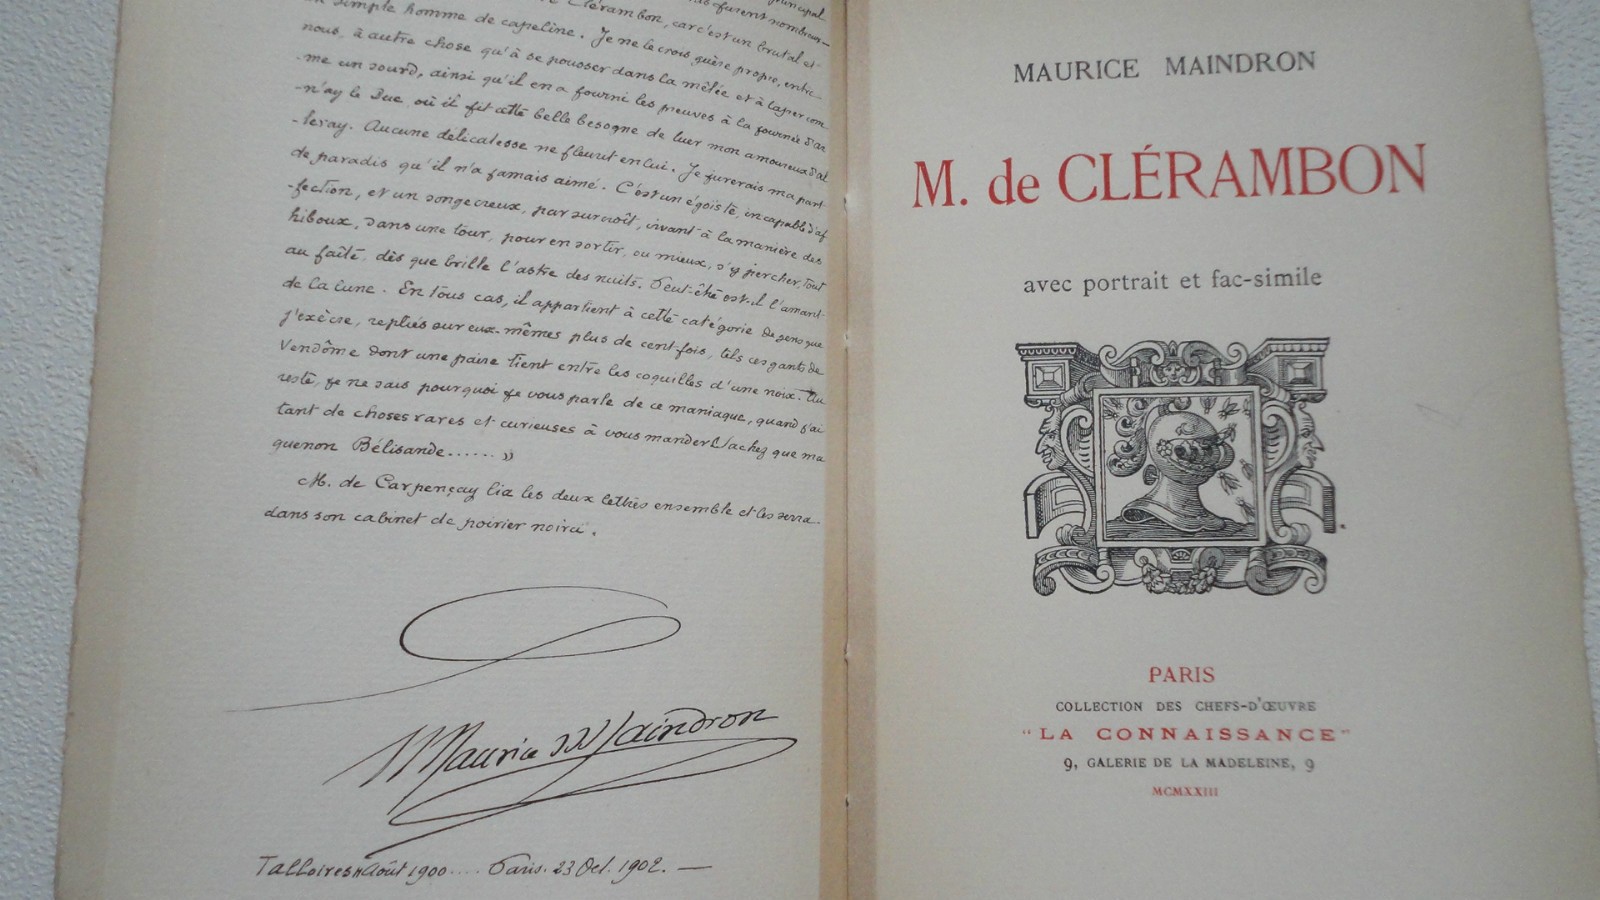 Clérambon, car c'est un brutal et
un simple homme de capeline. Je ne le crois guère propre, entre
nous, à autre chose qu'à se pousser dans la mêlée et à taper com-
-me un sourd, ainsi qu'il en a fourni les preuves à la journée d'ar
-n'ay le Duc, où il fit cette belle besogne de tuer mon amoureux d'al
-leray. Aucune délicatesse ne fleurit en lui. Je jurerais ma part
de paradis qu'il n'a jamais aimé. C'est un égoïste, incapable d'af
-fection, et un songecreux, par surcroît, vivant à la manière des
hiboux, dans une tour, pour en sortir, ou mieux, s'y percher, tout
au faîte, dès que brille l'astre des nuits. Peut-être est-il l'amant
de la lune. En tous cas, il appartient à cette catégorie de gens que
j'exècre, repliés sur eux-mêmes plus de cent fois, tels ces gants de
Vendôme dont une paire tient entre les coquilles d'une noix. Au
reste, je ne sais pourquoi je vous parle de ce maniaque, quand j'ai
tant de choses rares et curieuses à vous mander. Sachez que ma
guenon Bélisande...... »
M. de Carpençay lia les deux lettres ensemble et les serra
dans son cabinet de poirier noirci.
Maurice Maindron
Talloires Août 1900.... Paris. 23 Oct. 1902. —
MAURICE MAINDRON
M. de CLÉRAMBON
avec portrait et fac-simile
PARIS
COLLECTION DES CHEFS-D'ŒUVRE
"LA CONNAISSANCE"
9, GALERIE DE LA MADELEINE, 9
MCMXXIII